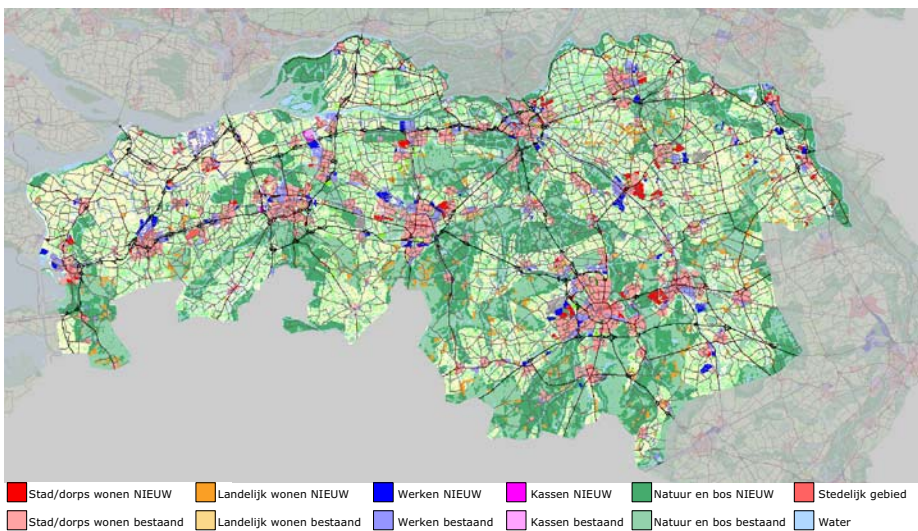 Stad/dorps wonen NIEUW Landelijk wonen NIEUW Werken NIEUW Kassen NIEUW Natuur en bos NIEUW Stedelijk gebied
Stad/dorps wonen bestaand Landelijk wonen bestaand Werken bestaand Kassen bestaand Natuur en bos bestaand Water